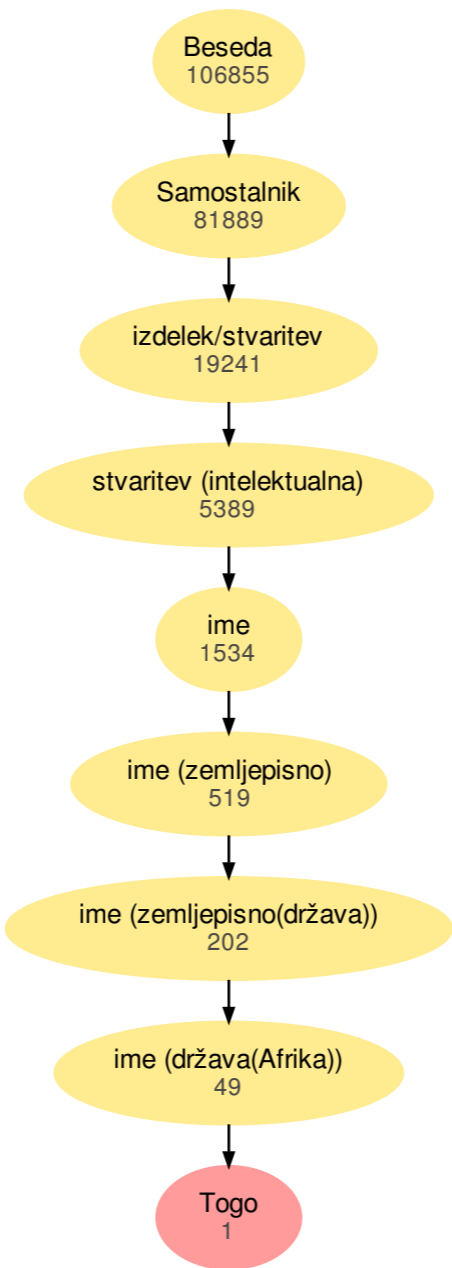 Beseda
106855
Samostalnik
81889
izdelek/stvaritev
19241
stvaritev (intelektualna)
5389
ime
1534
ime (zemljepisno)
519
ime (zemljepisno(država))
202
ime (država(Afrika))
49
Togo
1